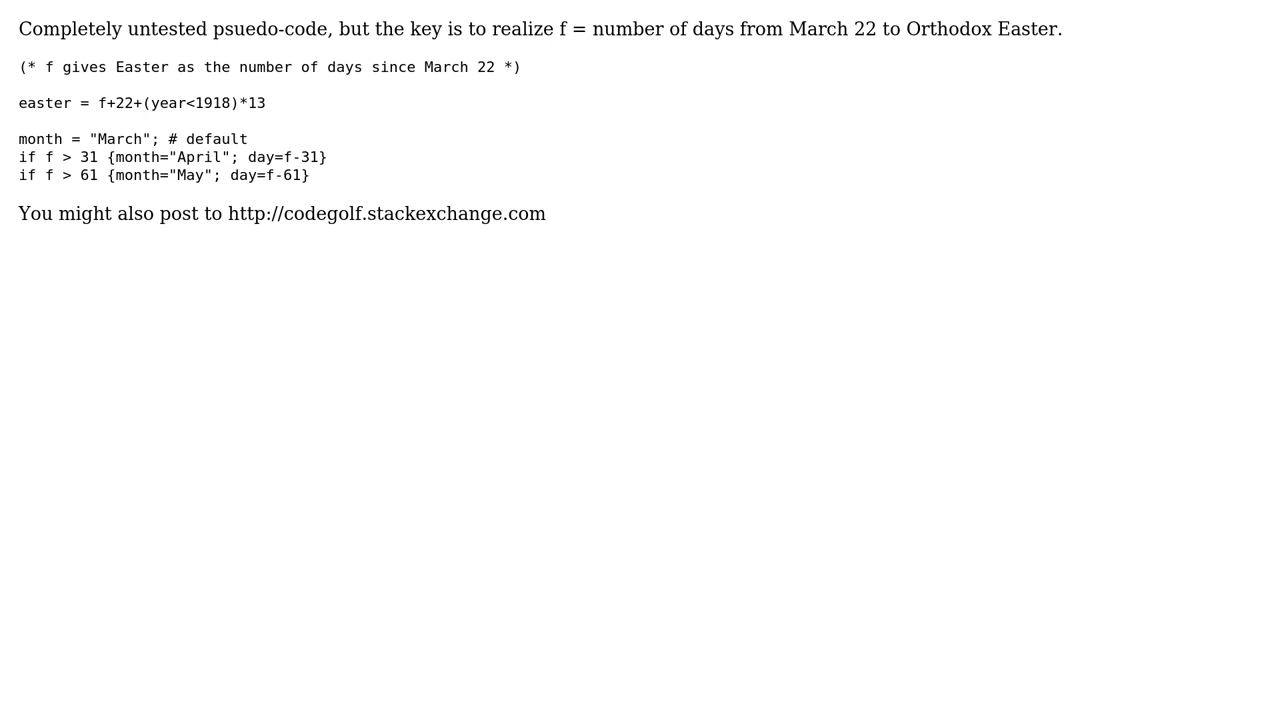 Completely untested psuedo-code, but the key is to realize f = number of days from March 22 to Orthodox Easter.
(* f gives Easter as the number of days since March 22 *)
easter = f+22+(year<1918)*13
month = "March"; # default
if f > 31 {month="April"; day=f-31}
if f > 61 {month="May"; day=f-61}
You might also post to http://codegolf.stackexchange.com